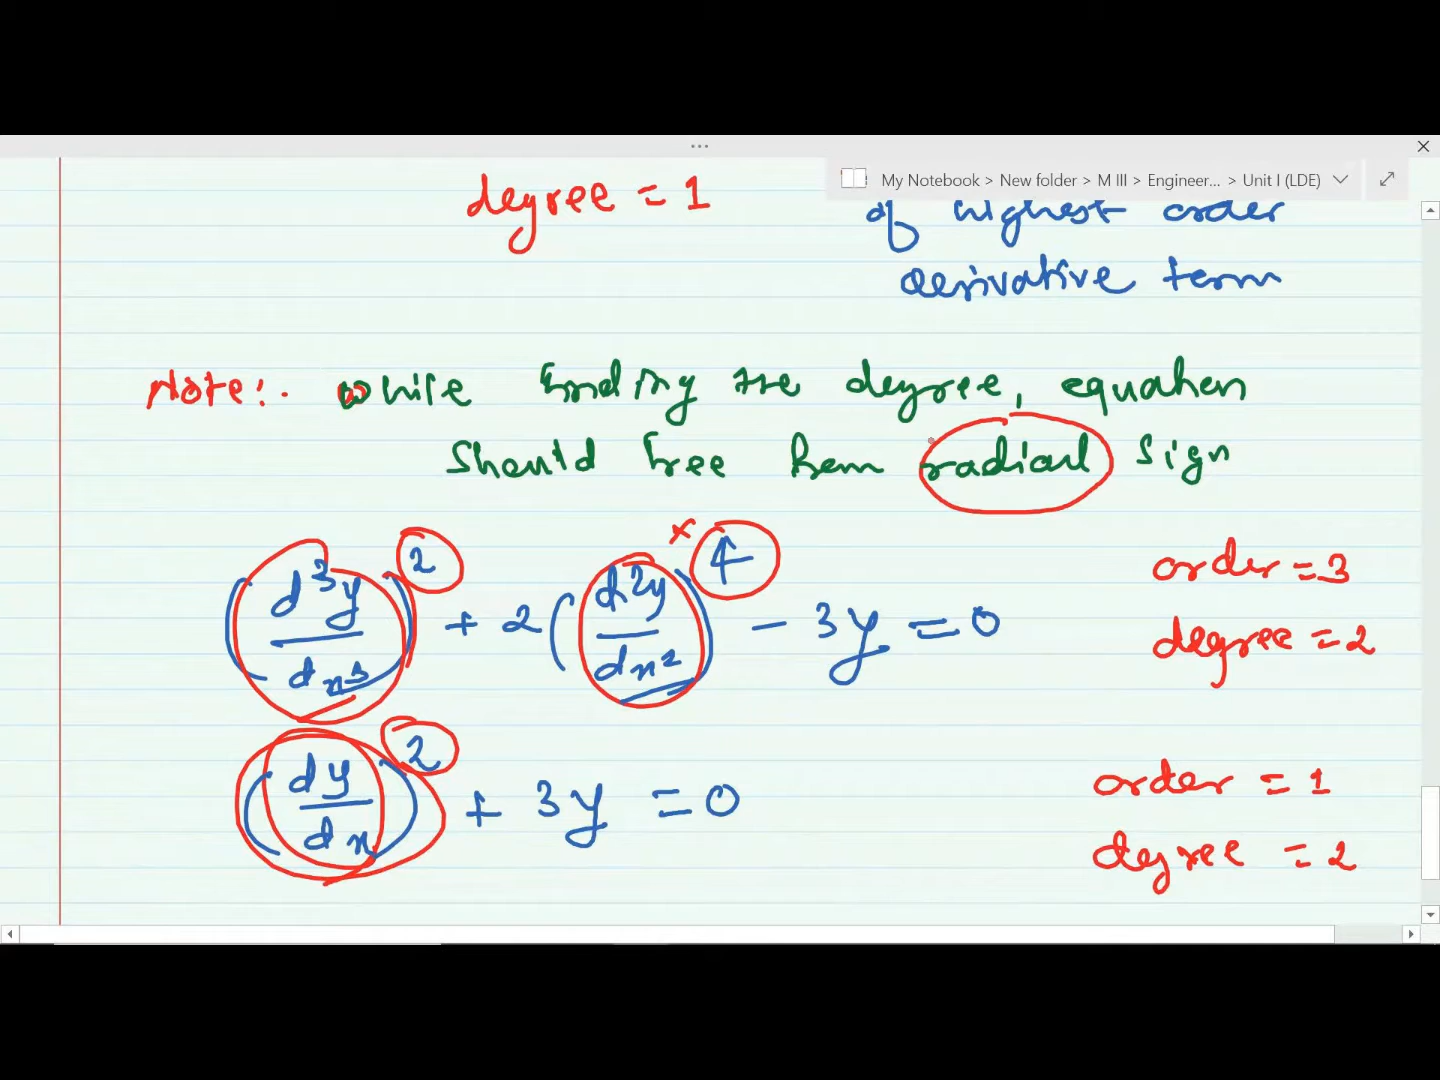 My Notebook > New folder > M III > Engineer... > Unit I (LDE)
degree = 1
of highest order
derivative term
Note:. while finding the degree, equation
should free from radical sign
(d³y/dx³)² + 2(d²y/dx²)⁴ − 3y = 0
order = 3
degree = 2
(dy/dx)² + 3y = 0
order = 1
degree = 2